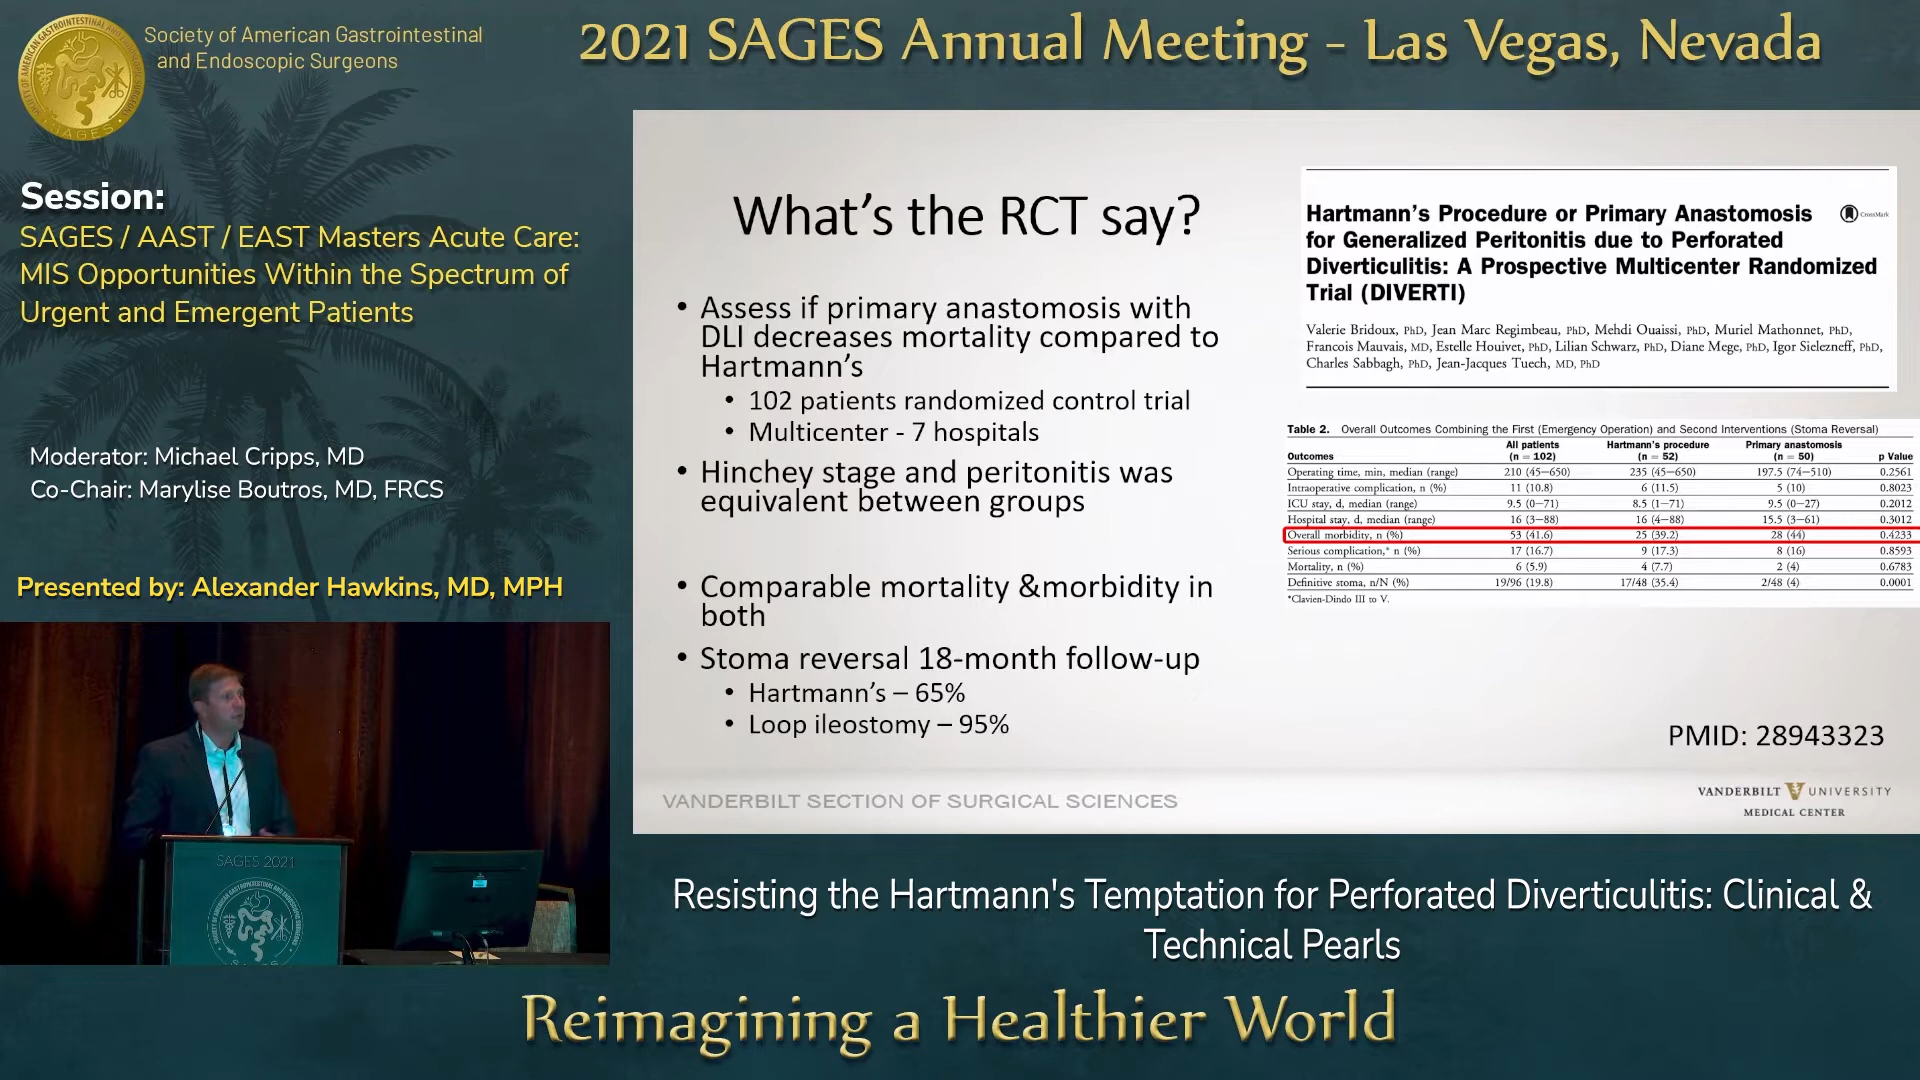 Society of American Gastrointestinal
and Endoscopic Surgeons
2021 SAGES Annual Meeting - Las Vegas, Nevada
SAGES
Session:
SAGES / AAST / EAST Masters Acute Care:
MIS Opportunities Within the Spectrum of
Urgent and Emergent Patients
Moderator: Michael Cripps, MD
Co-Chair: Marylise Boutros, MD, FRCS
Presented by: Alexander Hawkins, MD, MPH
SAGES 2021
What's the RCT say?
• Assess if primary anastomosis with
DLI decreases mortality compared to
Hartmann's
• 102 patients randomized control trial
• Multicenter - 7 hospitals
• Hinchey stage and peritonitis was
equivalent between groups
• Comparable mortality &morbidity in
both
• Stoma reversal 18-month follow-up
• Hartmann's – 65%
• Loop ileostomy – 95%
Hartmann's Procedure or Primary Anastomosis
for Generalized Peritonitis due to Perforated
Diverticulitis: A Prospective Multicenter Randomized
Trial (DIVERTI)
CrossMark
Valerie Bridoux, PhD, Jean Marc Regimbeau, PhD, Mehdi Ouaissi, PhD, Muriel Mathonnet, PhD,
Francois Mauvais, MD, Estelle Houivet, PhD, Lilian Schwarz, PhD, Diane Mege, PhD, Igor Sielezneff, PhD,
Charles Sabbagh, PhD, Jean-Jacques Tuech, MD, PhD
Table 2. Overall Outcomes Combining the First (Emergency Operation) and Second Interventions (Stoma Reversal)
All patients Hartmann's procedure Primary anastomosis
Outcomes (n = 102) (n = 52) (n = 50) p Value
Operating time, min, median (range) 210 (45–650) 235 (45–650) 197.5 (74–510) 0.2561
Intraoperative complication, n (%) 11 (10.8) 6 (11.5) 5 (10) 0.8023
ICU stay, d, median (range) 9.5 (0–71) 8.5 (1–71) 9.5 (0–27) 0.2012
Hospital stay, d, median (range) 16 (3–88) 16 (4–88) 15.5 (3–61) 0.3012
Overall morbidity, n (%) 53 (41.6) 25 (39.2) 28 (44) 0.4233
Serious complication,* n (%) 17 (16.7) 9 (17.3) 8 (16) 0.8593
Mortality, n (%) 6 (5.9) 4 (7.7) 2 (4) 0.6783
Definitive stoma, n/N (%) 19/96 (19.8) 17/48 (35.4) 2/48 (4) 0.0001
*Clavien-Dindo III to V.
PMID: 28943323
VANDERBILT SECTION OF SURGICAL SCIENCES
VANDERBILT UNIVERSITY
MEDICAL CENTER
Resisting the Hartmann's Temptation for Perforated Diverticulitis: Clinical &
Technical Pearls
Reimagining a Healthier World